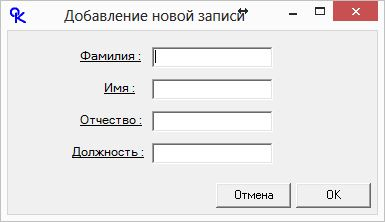 Добавление новой записи
Фамилия :
Имя :
Отчество :
Должность :
Отмена
OK